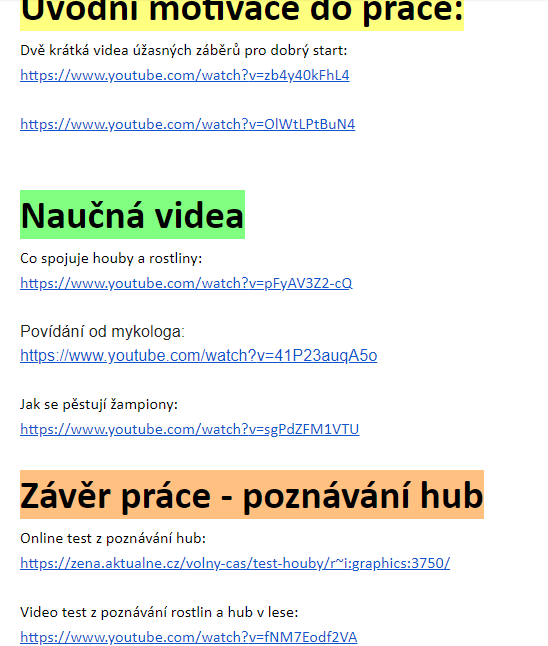 Úvodní motivace do práce:
Dvě krátká videa úžasných záběrů pro dobrý start:
https://www.youtube.com/watch?v=zb4y40kFhL4
https://www.youtube.com/watch?v=OlWtLPtBuN4
Naučná videa
Co spojuje houby a rostliny:
https://www.youtube.com/watch?v=pFyAV3Z2-cQ
Povídání od mykologa:
https://www.youtube.com/watch?v=41P23auqA5o
Jak se pěstují žampiony:
https://www.youtube.com/watch?v=sgPdZFM1VTU
Závěr práce - poznávání hub
Online test z poznávání hub:
https://zena.aktualne.cz/volny-cas/test-houby/r~i:graphics:3750/
Video test z poznávání rostlin a hub v lese:
https://www.youtube.com/watch?v=fNM7Eodf2VA